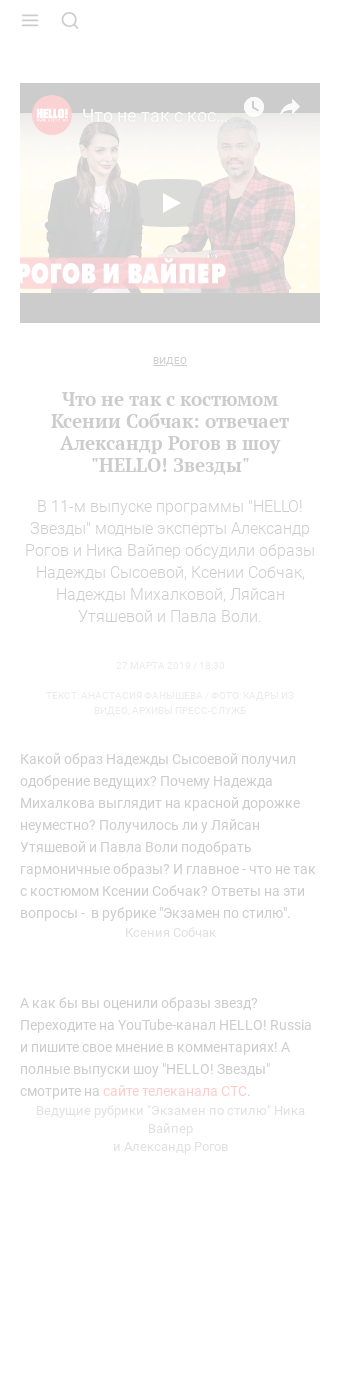 HELLO!
Что не так с кос...
РОГОВ И ВАЙПЕР
ВИДЕО
Что не так с костюмом
Ксении Собчак: отвечает
Александр Рогов в шоу
"HELLO! Звезды"
В 11-м выпуске программы "HELLO!
Звезды" модные эксперты Александр
Рогов и Ника Вайпер обсудили образы
Надежды Сысоевой, Ксении Собчак,
Надежды Михалковой, Ляйсан
Утяшевой и Павла Воли.
27 МАРТА 2019 / 18:30
ТЕКСТ: АНАСТАСИЯ ФАНЫШЕВА / ФОТО: КАДРЫ ИЗ
ВИДЕО, АРХИВЫ ПРЕСС-СЛУЖБ
Какой образ Надежды Сысоевой получил
одобрение ведущих? Почему Надежда
Михалкова выглядит на красной дорожке
неуместно? Получилось ли у Ляйсан
Утяшевой и Павла Воли подобрать
гармоничные образы? И главное - что не так
с костюмом Ксении Собчак? Ответы на эти
вопросы - в рубрике "Экзамен по стилю".
Ксения Собчак
А как бы вы оценили образы звезд?
Переходите на YouTube-канал HELLO! Russia
и пишите свое мнение в комментариях! А
полные выпуски шоу "HELLO! Звезды"
смотрите на сайте телеканала СТС.
Ведущие рубрики "Экзамен по стилю" Ника
Вайпер
и Александр Рогов